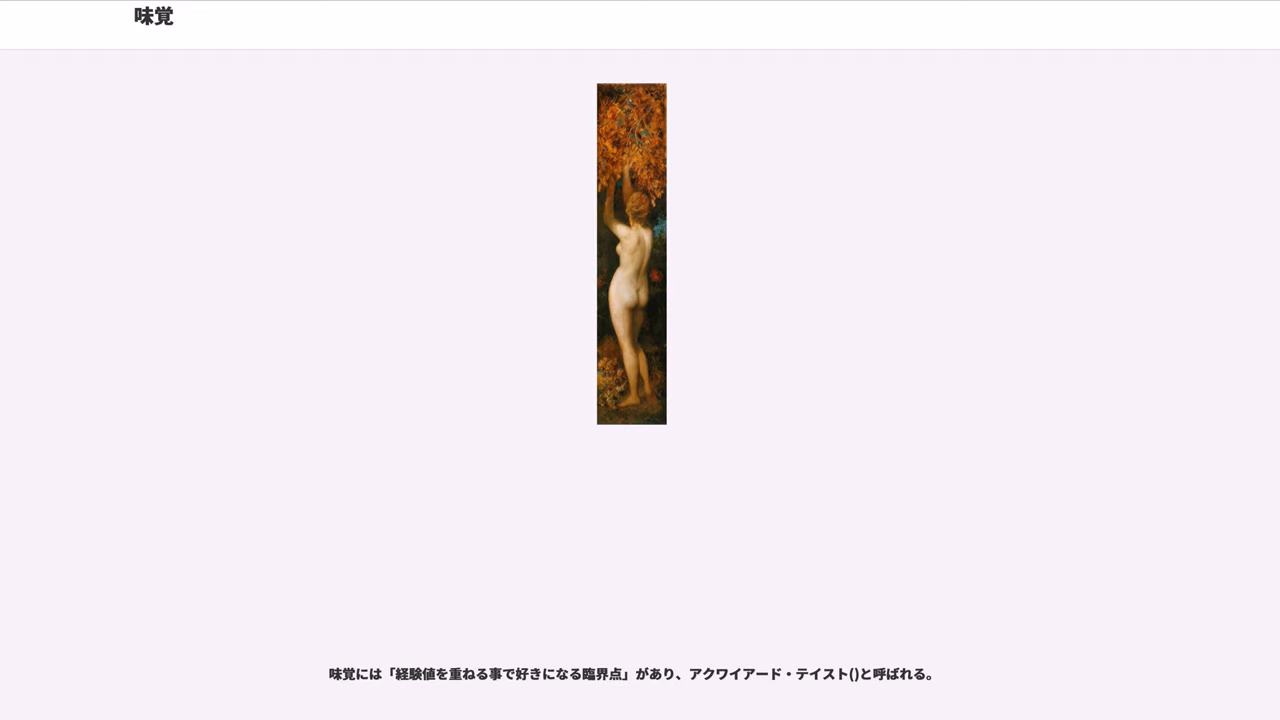 味覚
味覚には「経験値を重ねる事で好きになる臨界点」があり、アクワイアード・テイスト()と呼ばれる。